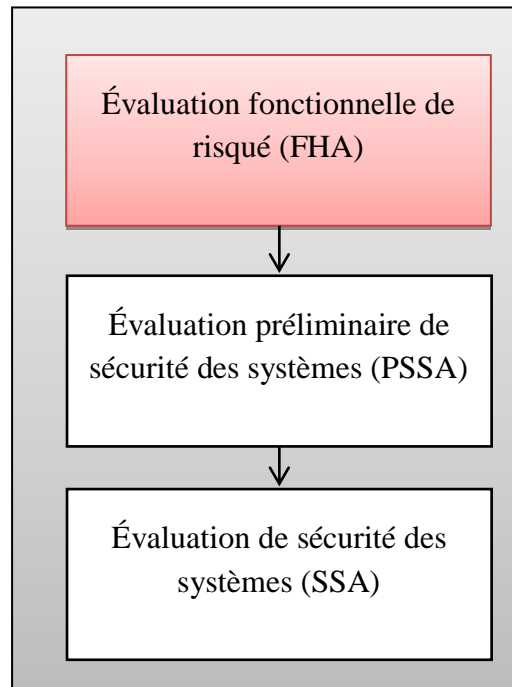 Évaluation fonctionnelle de
risqué (FHA)
Évaluation préliminaire de
sécurité des systèmes (PSSA)
Évaluation de sécurité des
systèmes (SSA)